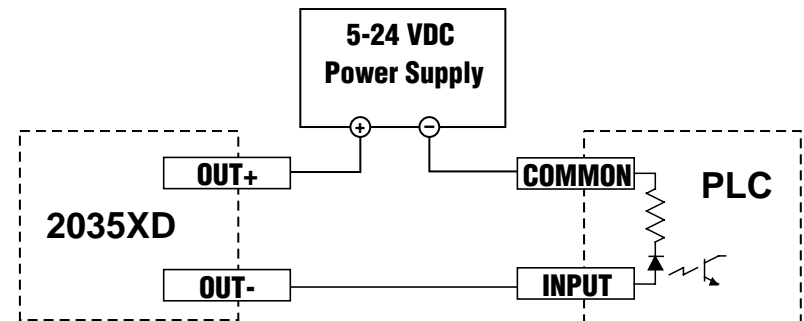 5-24 VDC
Power Supply
+ −
OUT+
COMMON
PLC
2035XD
OUT-
INPUT